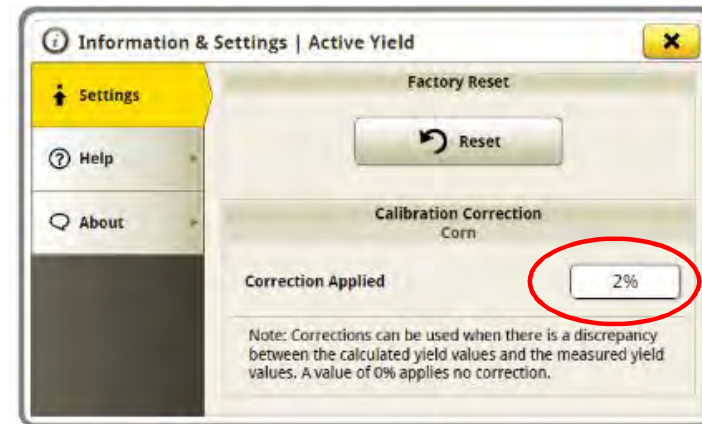 Information & Settings | Active Yield
Settings
Help
About
Factory Reset
Reset
Calibration Correction
Corn
Correction Applied
2%
Note: Corrections can be used when there is a discrepancy
between the calculated yield values and the measured yield
values. A value of 0% applies no correction.